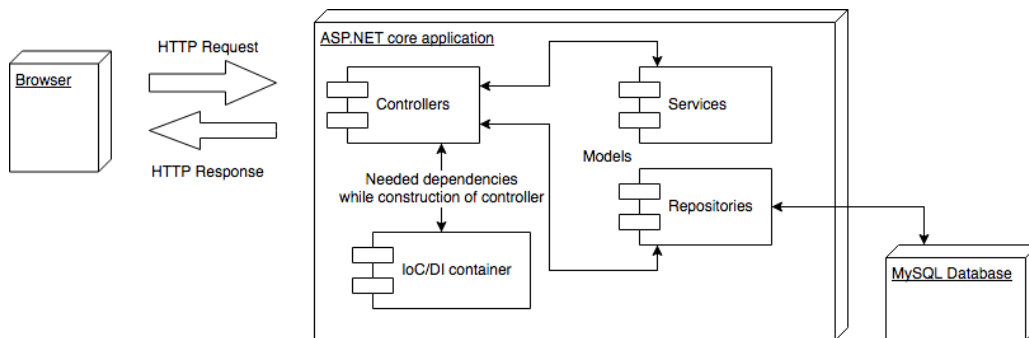 HTTP Request
Browser
HTTP Response
ASP.NET core application
Controllers
Services
Models
Needed dependencies
while construction of controller
Repositories
IoC/DI container
MySQL Database